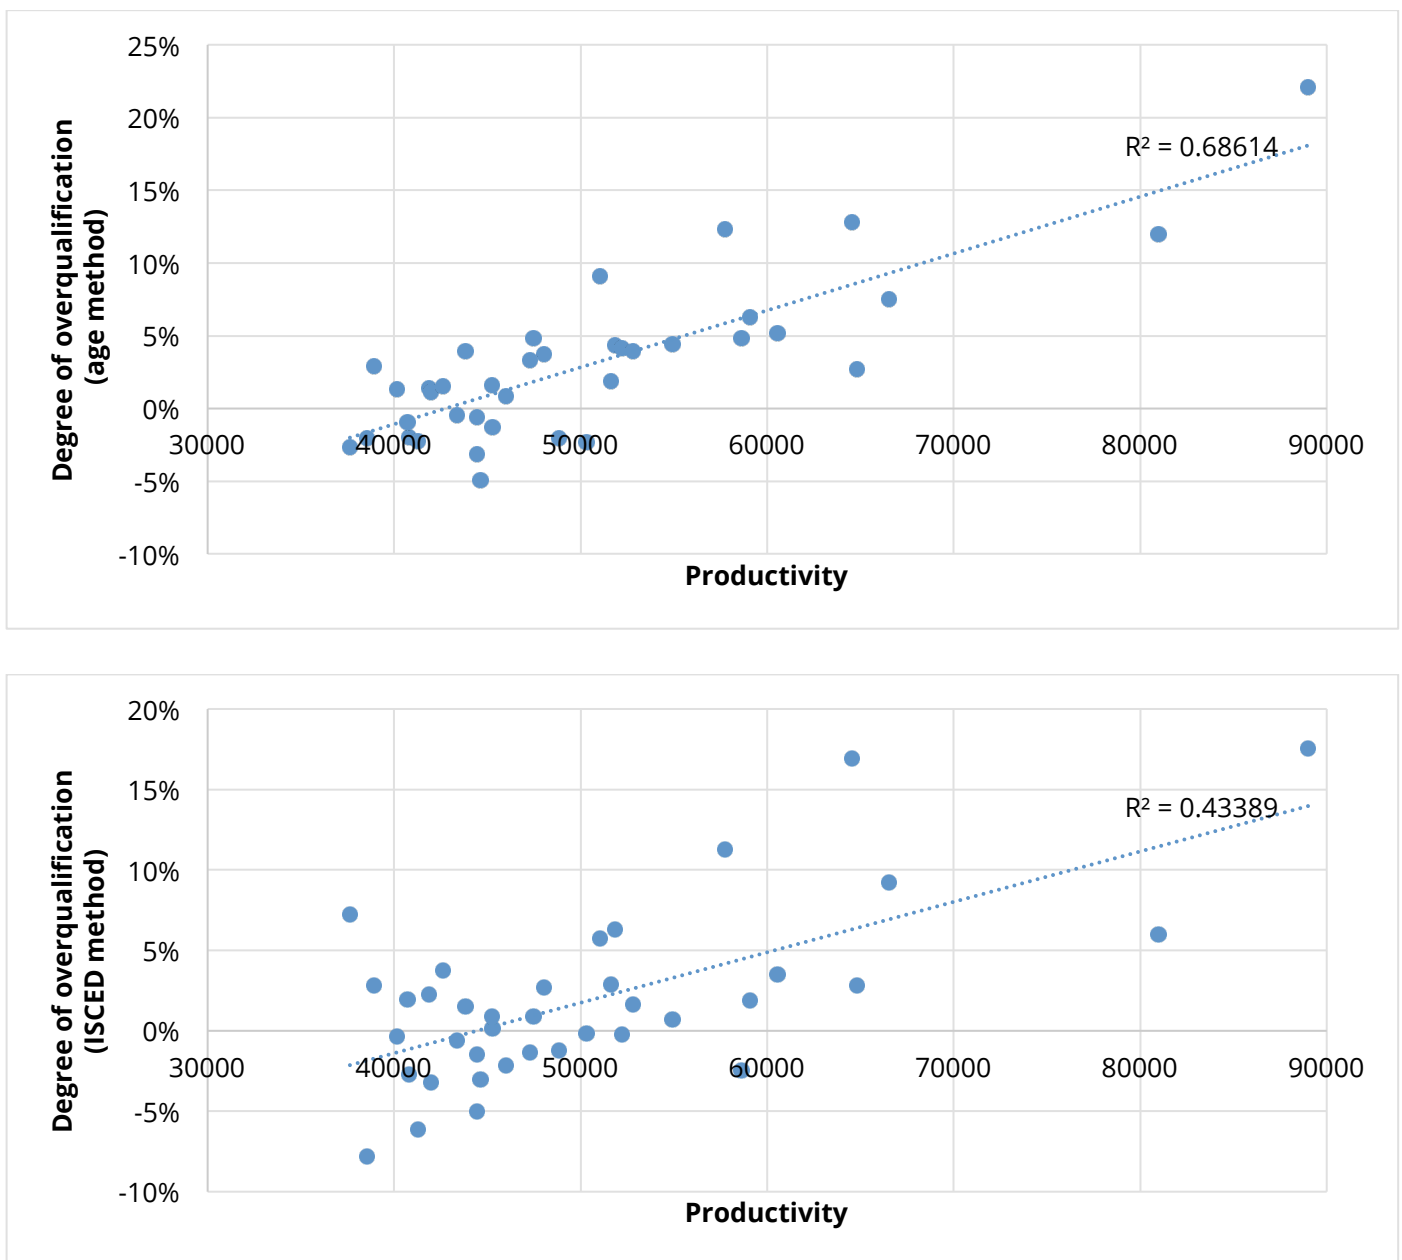 25%
20%
15%
10%
5%
0%
-5%
-10%
Degree of overqualification
(age method)
R² = 0.68614
30000 40000 50000 60000 70000 80000 90000
Productivity
20%
15%
10%
5%
0%
-5%
-10%
Degree of overqualification
(ISCED method)
R² = 0.43389
30000 40000 50000 60000 70000 80000 90000
Productivity